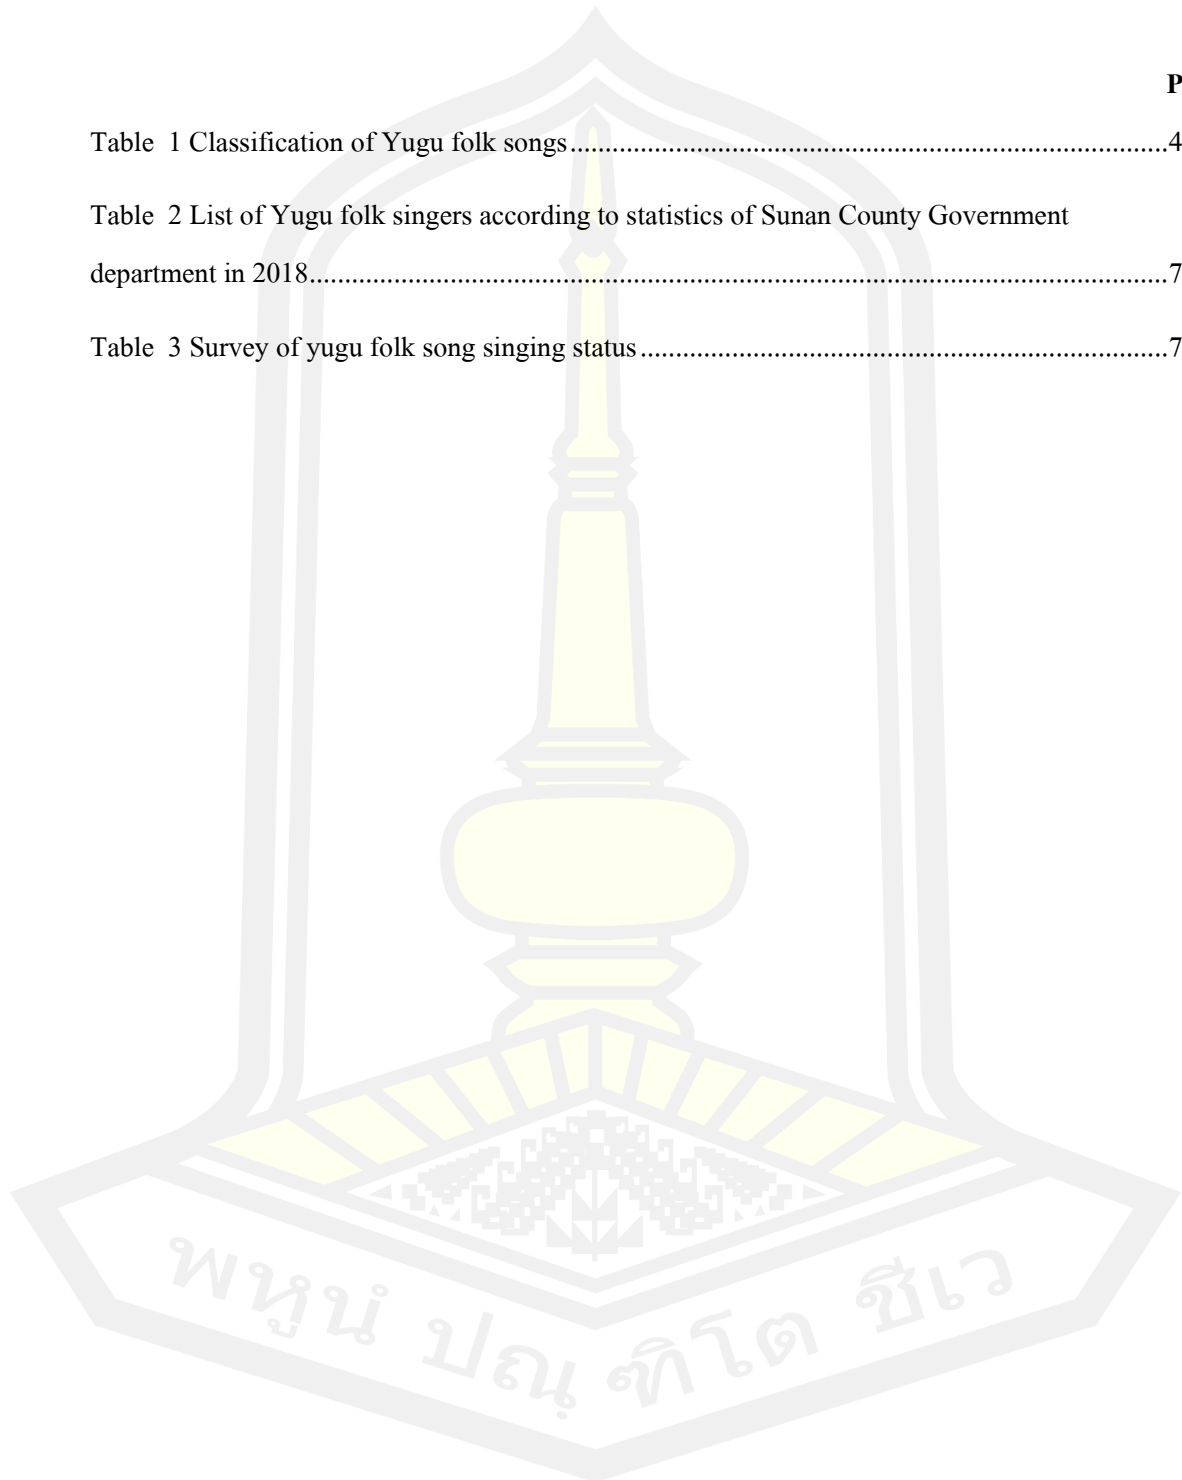 P
Table 1 Classification of Yugu folk songs....................................................................................4
Table 2 List of Yugu folk singers according to statistics of Sunan County Government
department in 2018.........................................................................................................................7
Table 3 Survey of yugu folk song singing status...........................................................................7
พหูนํ ปณฺฑิโต ชีเว